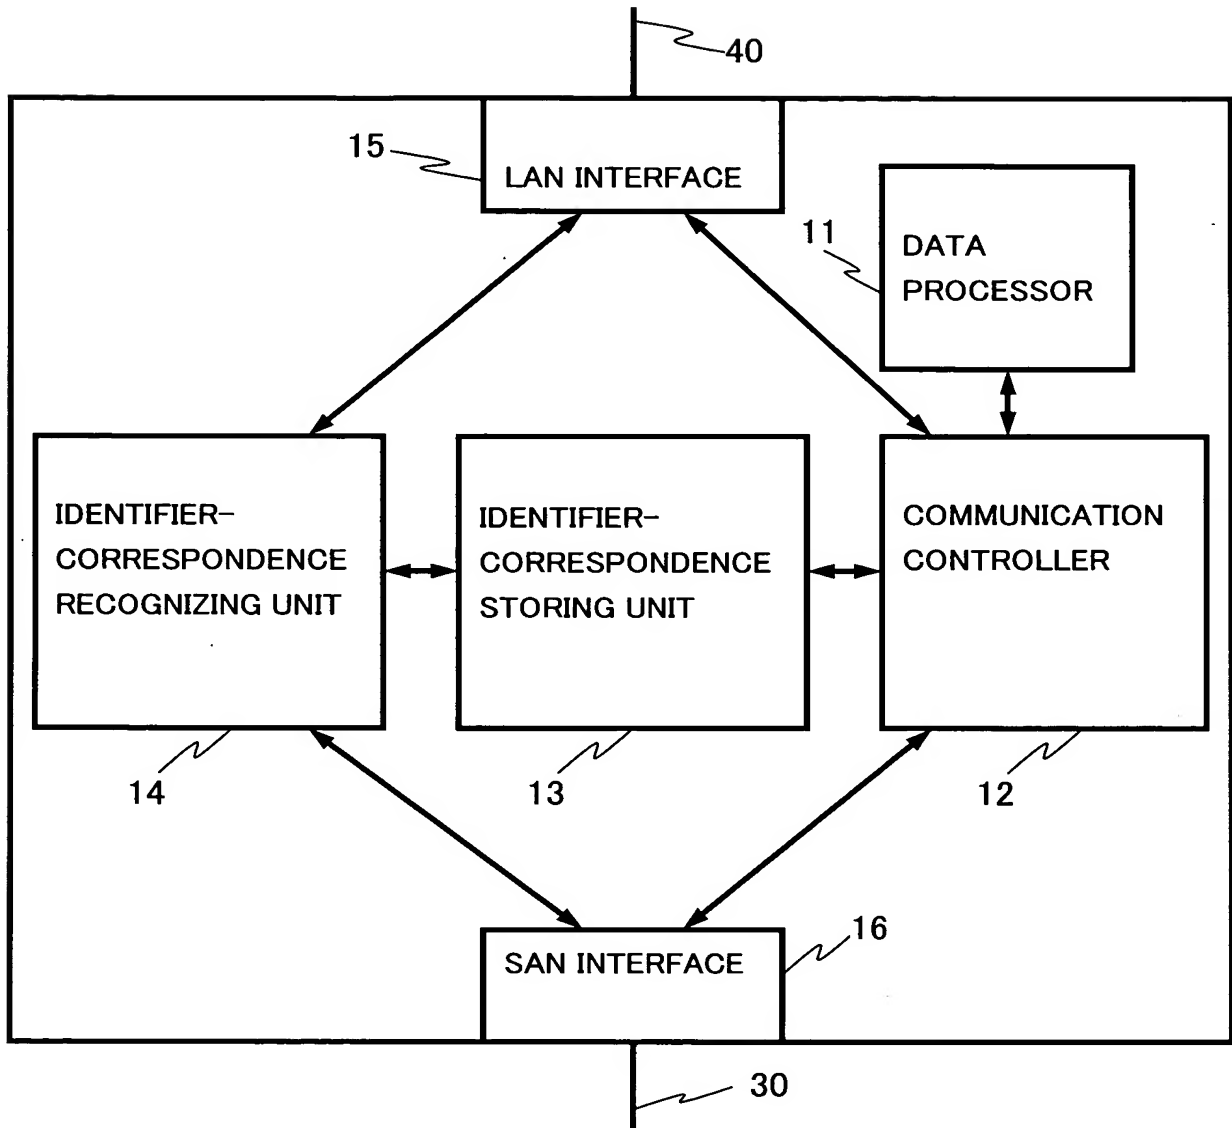 40
15
LAN INTERFACE
11
DATA
PROCESSOR
IDENTIFIER-
CORRESPONDENCE
RECOGNIZING UNIT
IDENTIFIER-
CORRESPONDENCE
STORING UNIT
COMMUNICATION
CONTROLLER
14
13
12
16
SAN INTERFACE
30